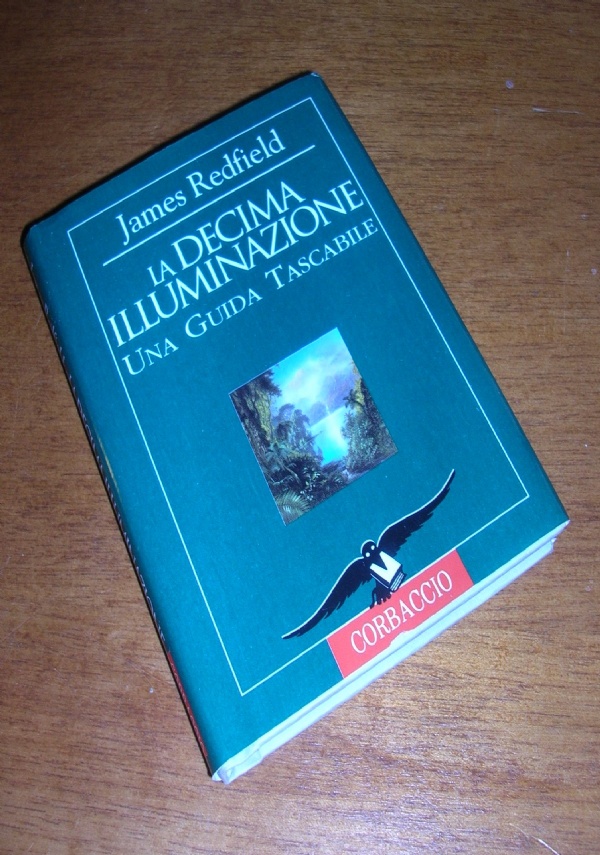 James Redfield
LA DECIMA
ILLUMINAZIONE
UNA GUIDA TASCABILE
CORBACCIO